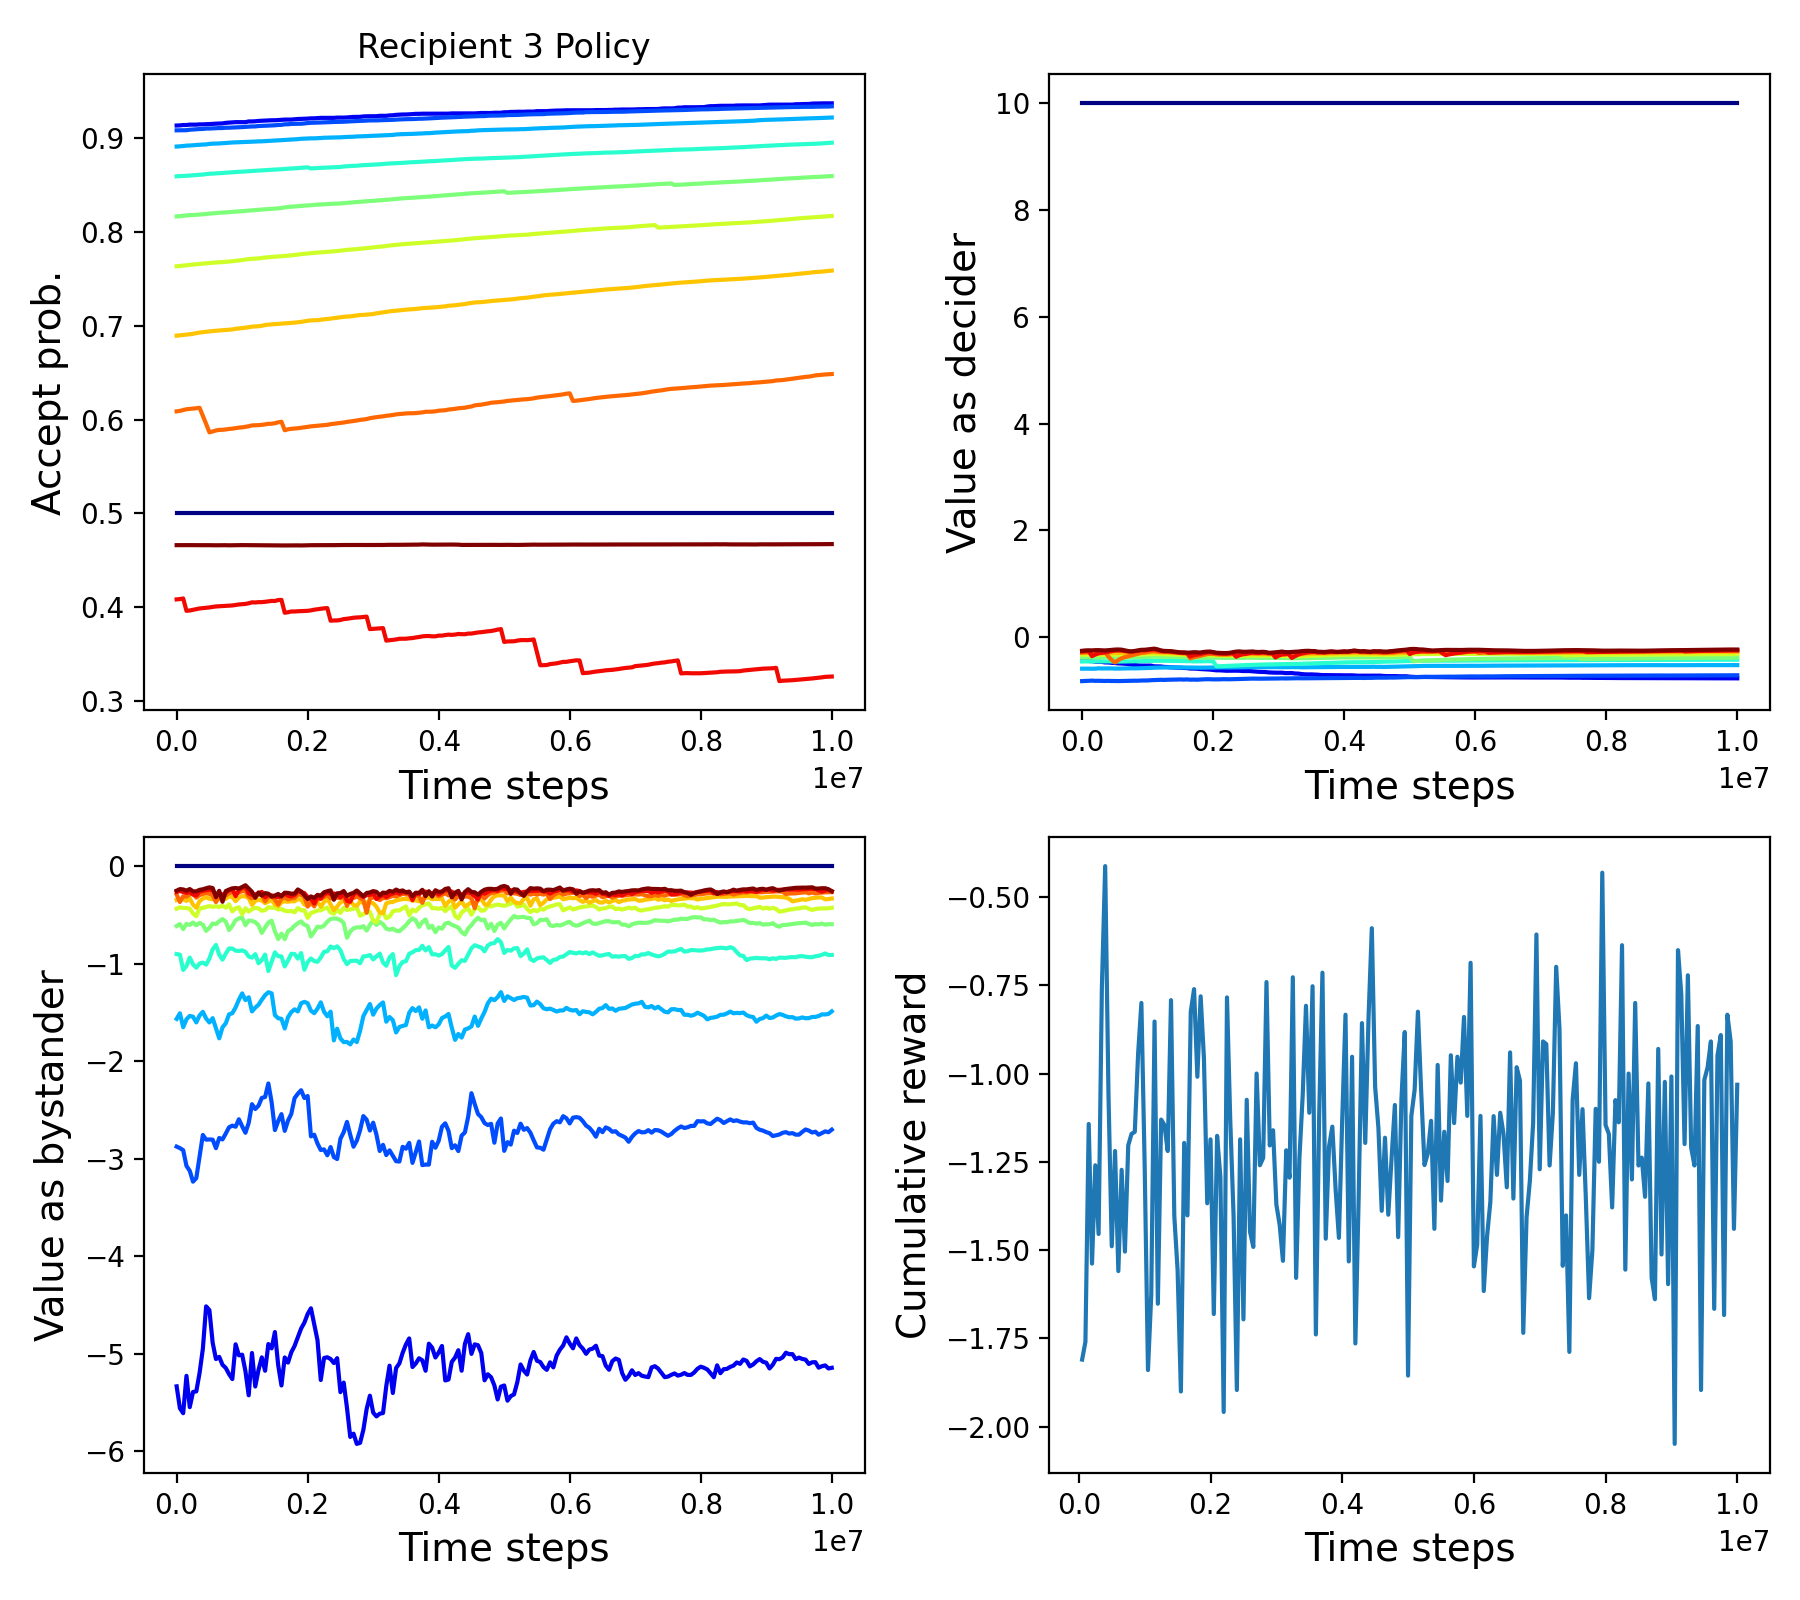 Recipient 3 Policy
Accept prob.
0.9
0.8
0.7
0.6
0.5
0.4
0.3
0.0 0.2 0.4 0.6 0.8 1.0
1e7
Time steps
Value as decider
10
8
6
4
2
0
0.0 0.2 0.4 0.6 0.8 1.0
1e7
Time steps
Value as bystander
0
−1
−2
−3
−4
−5
−6
0.0 0.2 0.4 0.6 0.8 1.0
1e7
Time steps
Cumulative reward
−0.50
−0.75
−1.00
−1.25
−1.50
−1.75
−2.00
0.0 0.2 0.4 0.6 0.8 1.0
1e7
Time steps